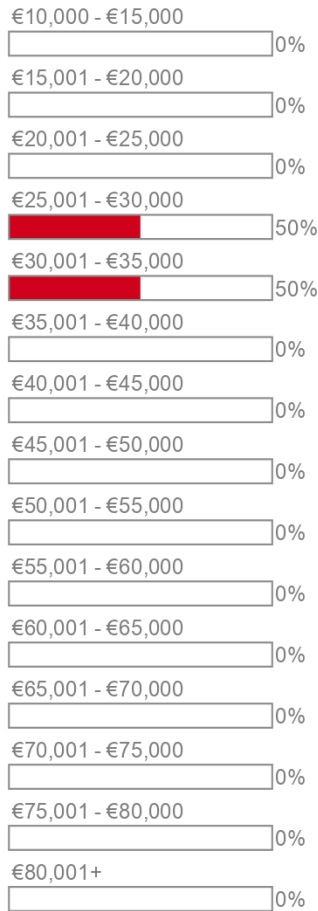 €10,000 - €15,000
0%
€15,001 - €20,000
0%
€20,001 - €25,000
0%
€25,001 - €30,000
50%
€30,001 - €35,000
50%
€35,001 - €40,000
0%
€40,001 - €45,000
0%
€45,001 - €50,000
0%
€50,001 - €55,000
0%
€55,001 - €60,000
0%
€60,001 - €65,000
0%
€65,001 - €70,000
0%
€70,001 - €75,000
0%
€75,001 - €80,000
0%
€80,001+
0%